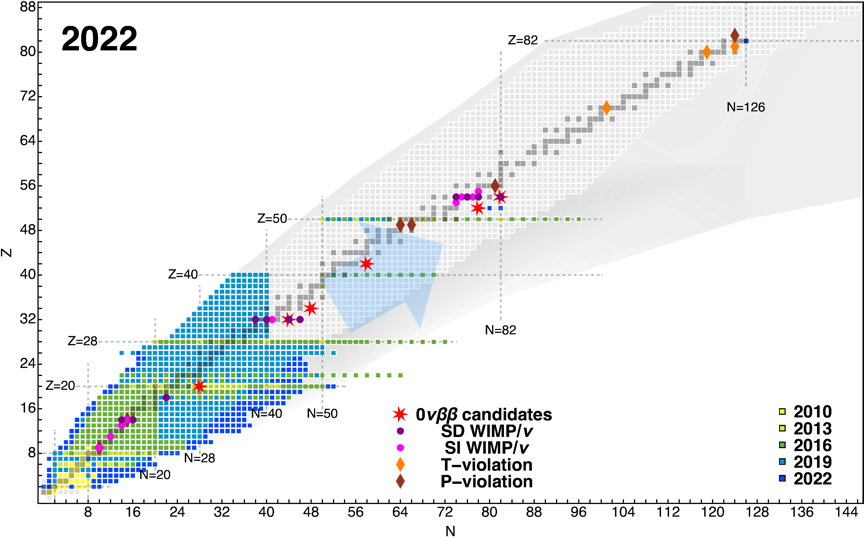 2022
88
80
72
64
56
48
40
32
24
16
8
Z
Z=82
N=126
Z=50
Z=40
N=82
Z=28
Z=20
N=40
N=50
N=28
N=20
0νββ candidates
SD WIMP/ν
SI WIMP/ν
T–violation
P–violation
2010
2013
2016
2019
2022
8 16 24 32 40 48 56 64 72 80 88 96 104 112 120 128 136 144
N